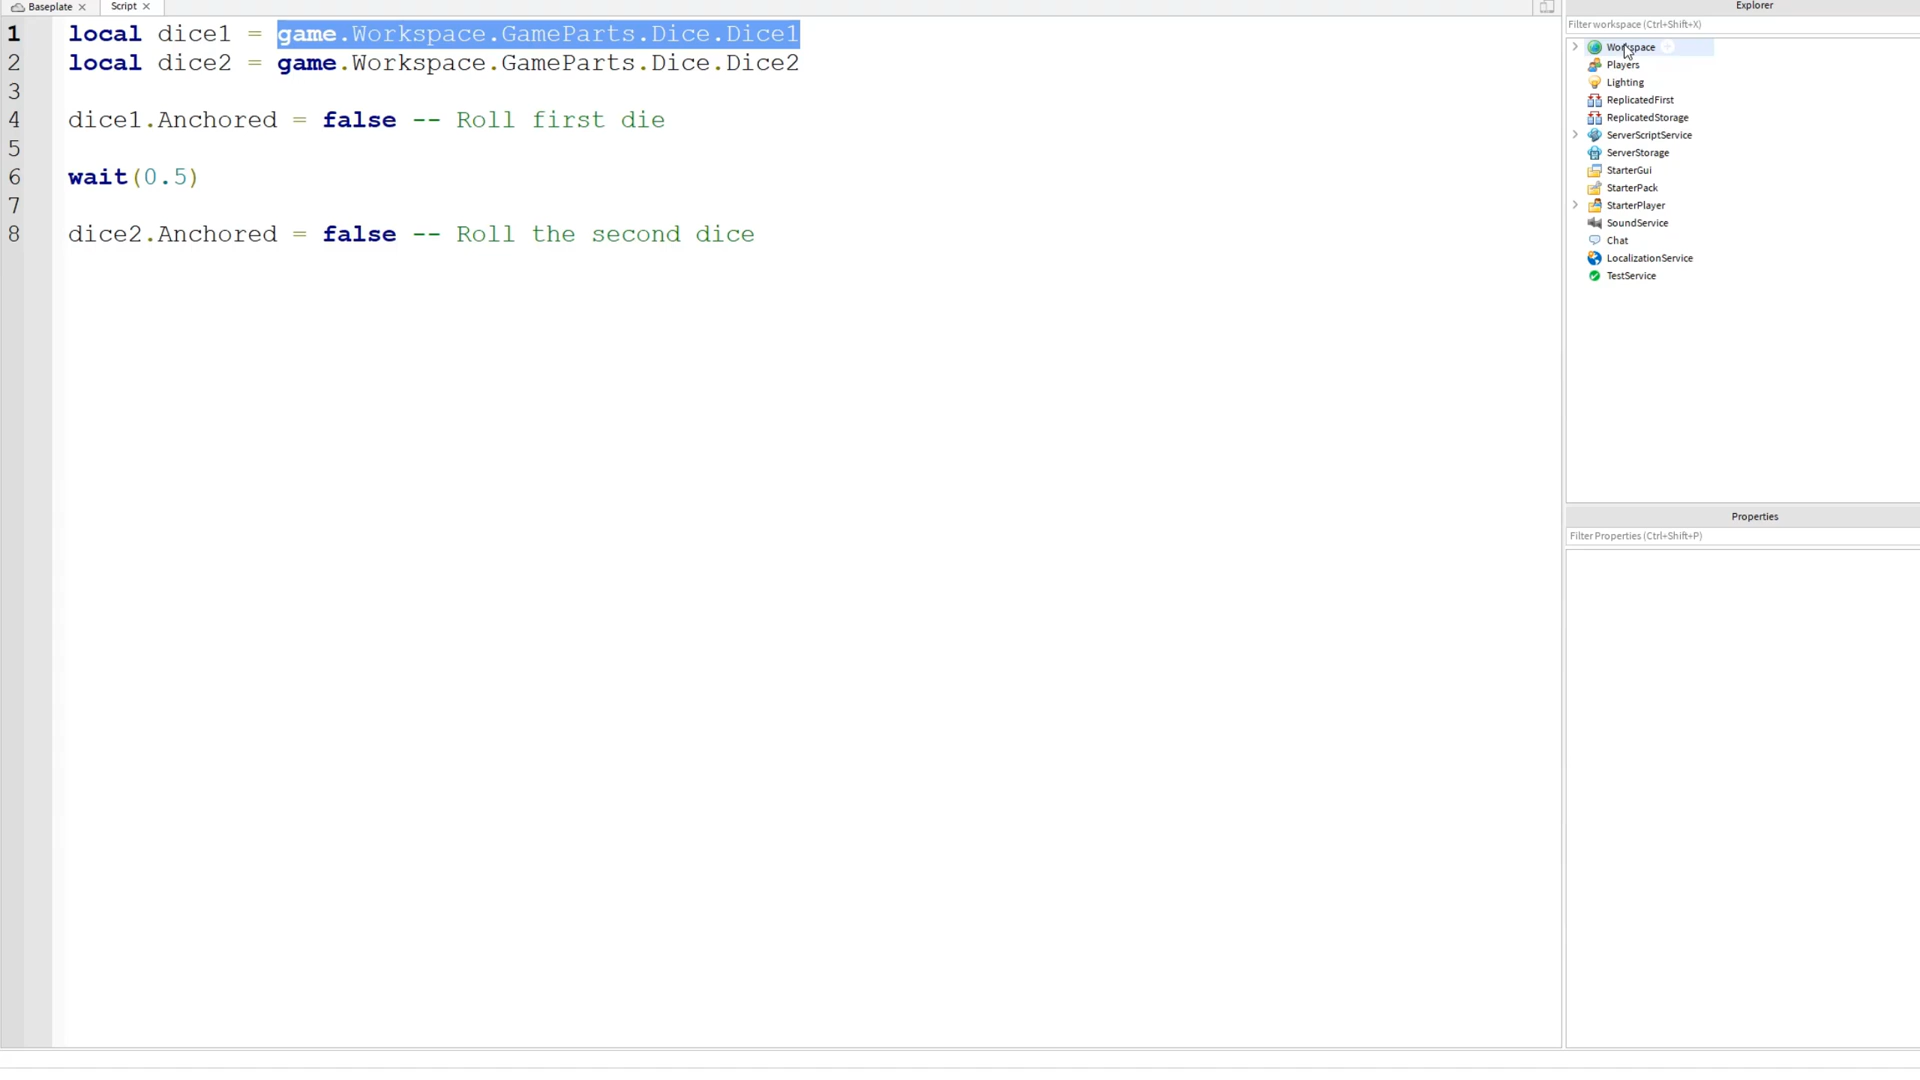 Baseplate
Script
1 local dice1 = game.Workspace.GameParts.Dice.Dice1
2 local dice2 = game.Workspace.GameParts.Dice.Dice2
3
4 dice1.Anchored = false -- Roll first die
5
6 wait(0.5)
7
8 dice2.Anchored = false -- Roll the second dice
Explorer
Filter workspace (Ctrl+Shift+X)
Workspace
Players
Lighting
ReplicatedFirst
ReplicatedStorage
ServerScriptService
ServerStorage
StarterGui
StarterPack
StarterPlayer
SoundService
Chat
LocalizationService
TestService
Properties
Filter Properties (Ctrl+Shift+P)